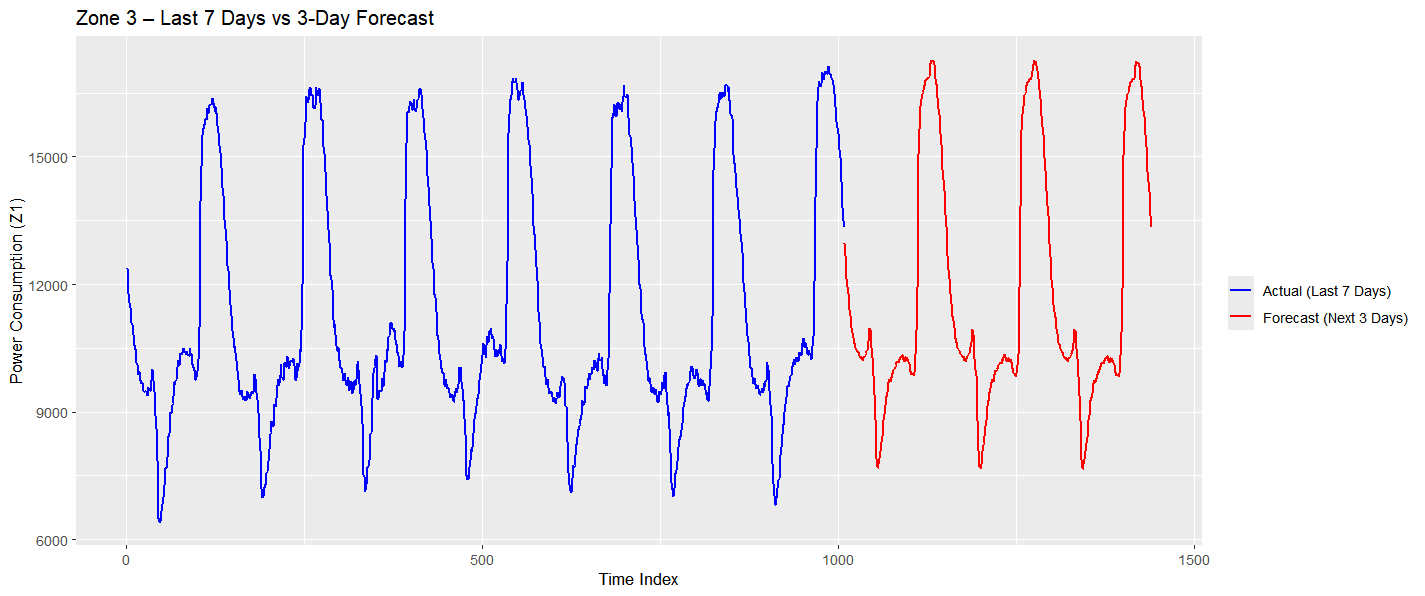 Zone 3 – Last 7 Days vs 3-Day Forecast
Power Consumption (Z1)
15000
12000
9000
6000
0
500
1000
1500
Time Index
Actual (Last 7 Days)
Forecast (Next 3 Days)